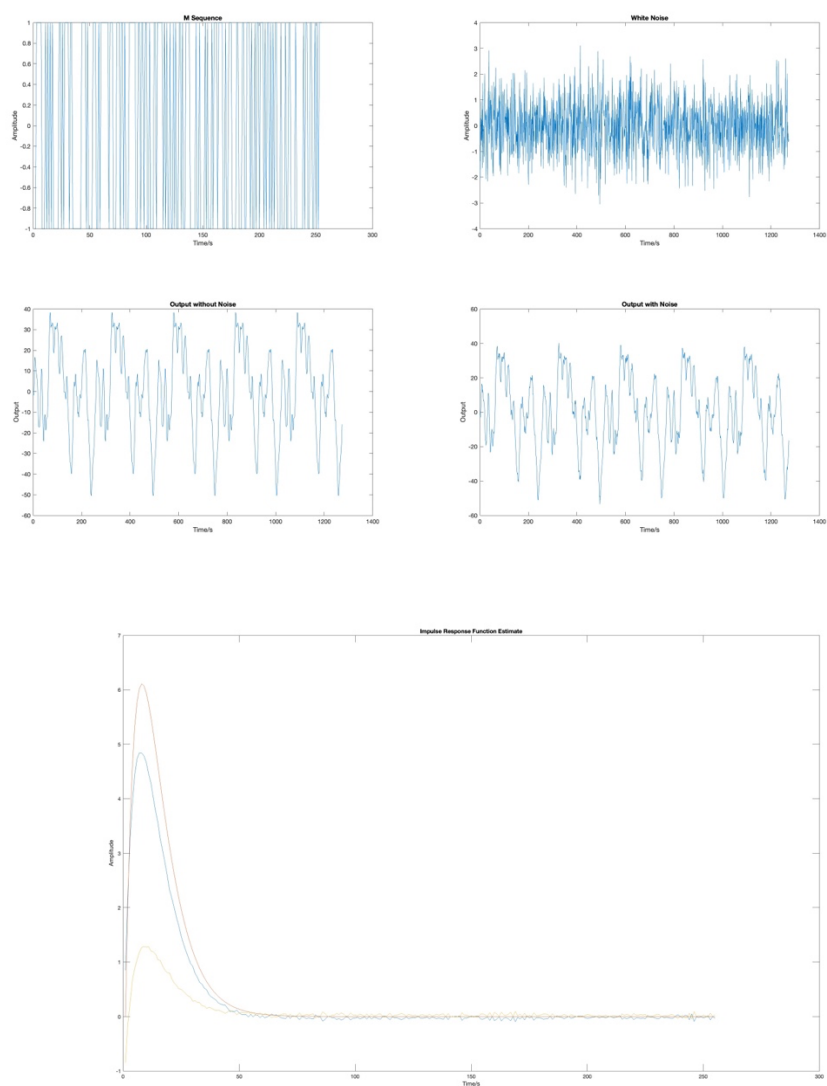 M Sequence
1
0.8
0.6
0.4
0.2
0
-0.2
-0.4
-0.6
-0.8
-1
Amplitude
0 50 100 150 200 250 300
Time/s
White Noise
4
3
2
1
0
-1
-2
-3
-4
Amplitude
0 200 400 600 800 1000 1200 1400
Time/s
Output without Noise
40
30
20
10
0
-10
-20
-30
-40
-50
-60
Output
0 200 400 600 800 1000 1200 1400
Time/s
Output with Noise
60
40
20
0
-20
-40
-60
Output
0 200 400 600 800 1000 1200 1400
Time/s
Impulse Response Function Estimate
7
6
5
4
3
2
1
0
-1
Amplitude
0 50 100 150 200 250 300
Time/s